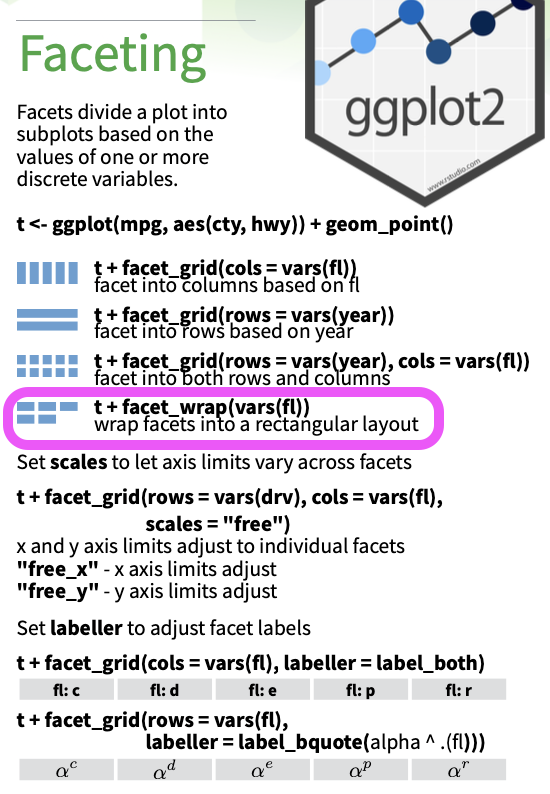 Faceting
ggplot2
www.rstudio.com
Facets divide a plot into
subplots based on the
values of one or more
discrete variables.
t <- ggplot(mpg, aes(cty, hwy)) + geom_point()
t + facet_grid(cols = vars(fl))
facet into columns based on fl
t + facet_grid(rows = vars(year))
facet into rows based on year
t + facet_grid(rows = vars(year), cols = vars(fl))
facet into both rows and columns
t + facet_wrap(vars(fl))
wrap facets into a rectangular layout
Set scales to let axis limits vary across facets
t + facet_grid(rows = vars(drv), cols = vars(fl),
scales = "free")
x and y axis limits adjust to individual facets
"free_x" - x axis limits adjust
"free_y" - y axis limits adjust
Set labeller to adjust facet labels
t + facet_grid(cols = vars(fl), labeller = label_both)
fl: c fl: d fl: e fl: p fl: r
t + facet_grid(rows = vars(fl),
labeller = label_bquote(alpha ^ .(fl)))
α^c α^d α^e α^p α^r